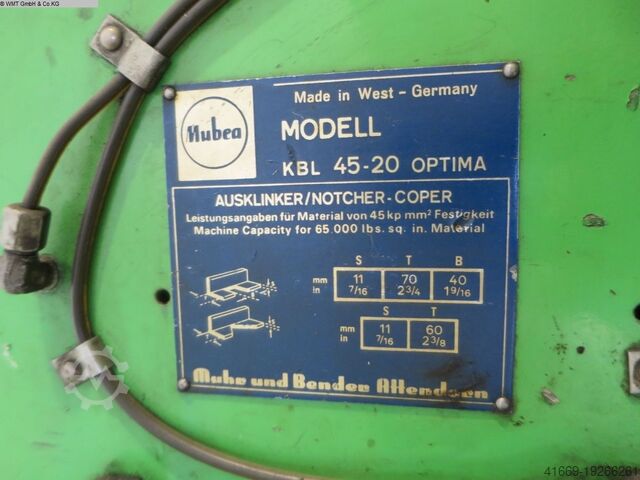 © WMT GmbH & Co.KG
Mubea
Made in West - Germany
MODELL
KBL 45-20 OPTIMA
AUSKLINKER/NOTCHER-COPER
Leistungsangaben für Material von 45 kp mm² Festigkeit
Machine Capacity for 65 000 lbs. sq. in. Material
S T B
mm 11 70 40
in 7/16 2 3/4 1 9/16
S T
mm 11 60
in 7/16 2 3/8
Muhr und Bender Attendorn
41669-19266261